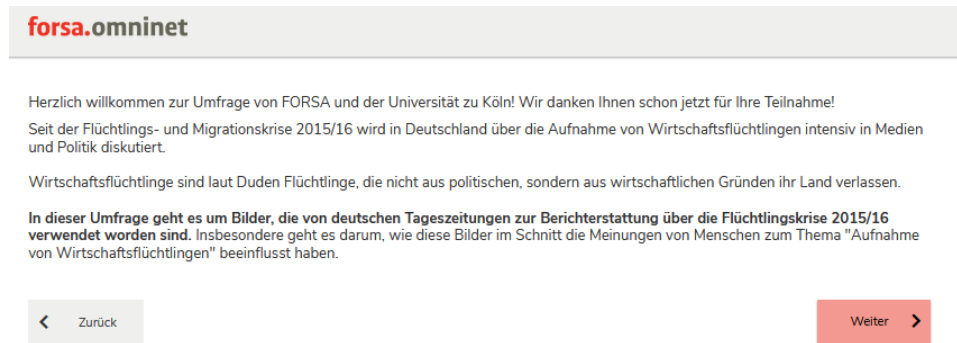 forsa.omninet
Herzlich willkommen zur Umfrage von FORSA und der Universität zu Köln! Wir danken Ihnen schon jetzt für Ihre Teilnahme!
Seit der Flüchtlings- und Migrationskrise 2015/16 wird in Deutschland über die Aufnahme von Wirtschaftsflüchtlingen intensiv in Medien
und Politik diskutiert.
Wirtschaftsflüchtlinge sind laut Duden Flüchtlinge, die nicht aus politischen, sondern aus wirtschaftlichen Gründen ihr Land verlassen.
In dieser Umfrage geht es um Bilder, die von deutschen Tageszeitungen zur Berichterstattung über die Flüchtlingskrise 2015/16
verwendet worden sind. Insbesondere geht es darum, wie diese Bilder im Schnitt die Meinungen von Menschen zum Thema "Aufnahme
von Wirtschaftsflüchtlingen" beeinflusst haben.
Zurück
Weiter